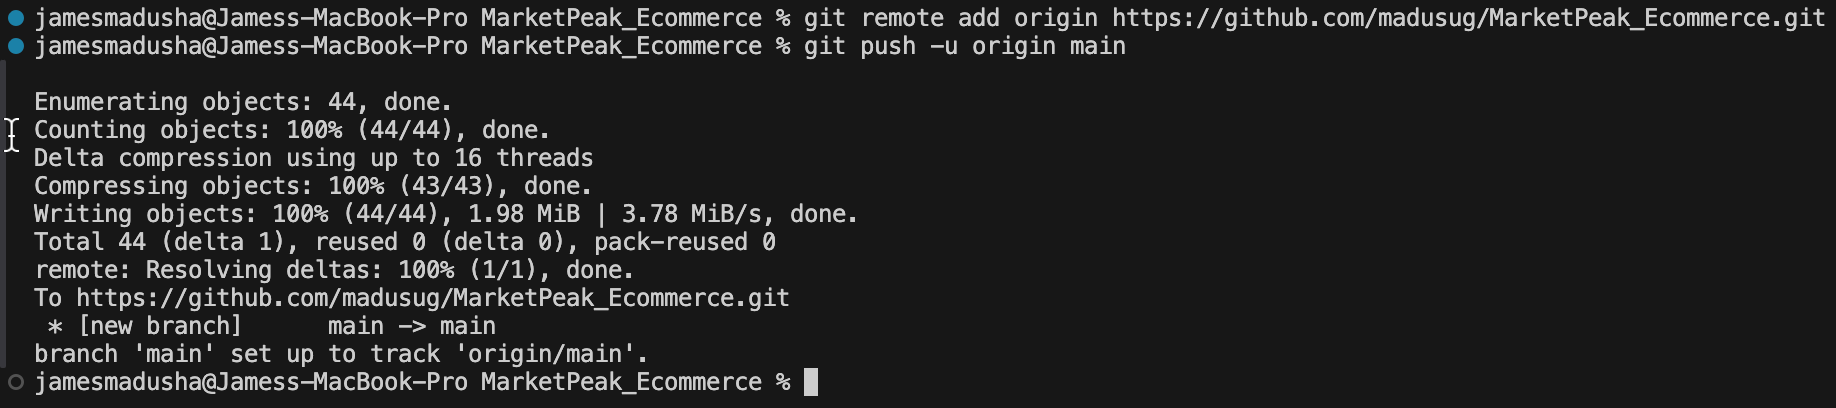 jamesmadusha@Jamess-MacBook-Pro MarketPeak_Ecommerce % git remote add origin https://github.com/madusug/MarketPeak_Ecommerce.git
jamesmadusha@Jamess-MacBook-Pro MarketPeak_Ecommerce % git push -u origin main
Enumerating objects: 44, done.
Counting objects: 100% (44/44), done.
Delta compression using up to 16 threads
Compressing objects: 100% (43/43), done.
Writing objects: 100% (44/44), 1.98 MiB | 3.78 MiB/s, done.
Total 44 (delta 1), reused 0 (delta 0), pack-reused 0
remote: Resolving deltas: 100% (1/1), done.
To https://github.com/madusug/MarketPeak_Ecommerce.git
 * [new branch]      main -> main
branch 'main' set up to track 'origin/main'.
jamesmadusha@Jamess-MacBook-Pro MarketPeak_Ecommerce %